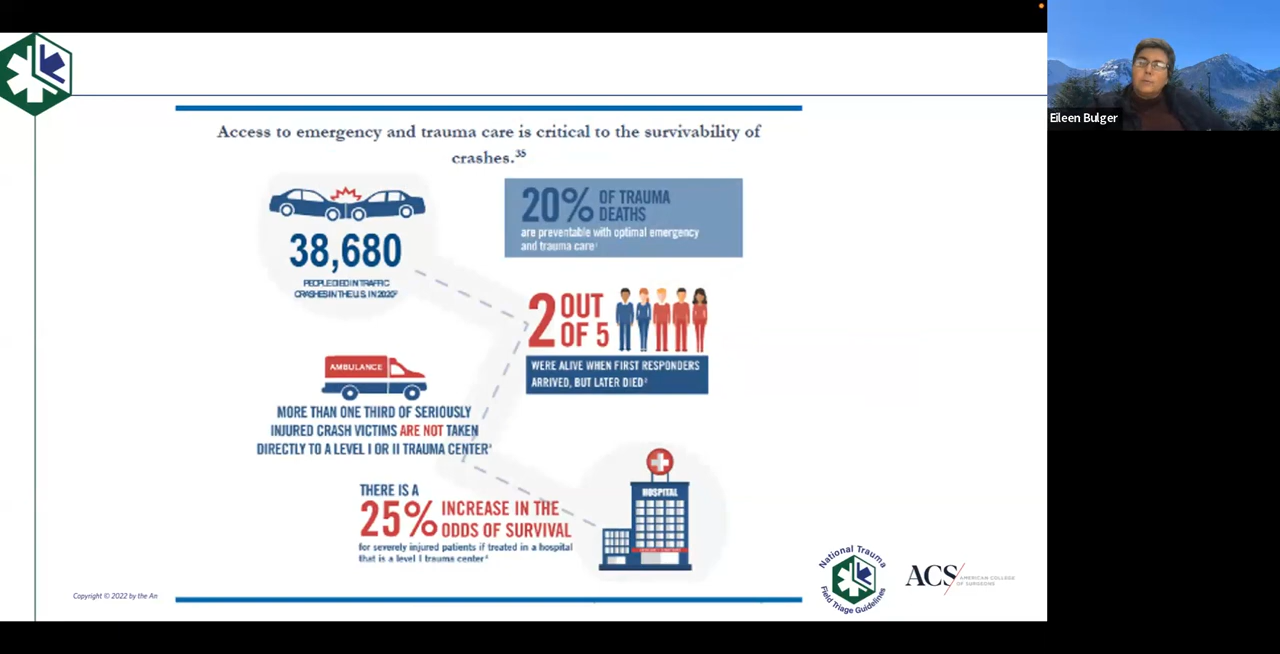 Access to emergency and trauma care is critical to the survivability of
crashes.35
38,680
PEOPLE DIED IN TRAFFIC
CRASHES IN THE U.S. IN 2020
20% OF TRAUMA
DEATHS
are preventable with optimal emergency
and trauma care
2 OUT
OF 5
WERE ALIVE WHEN FIRST RESPONDERS
ARRIVED, BUT LATER DIED
AMBULANCE
MORE THAN ONE THIRD OF SERIOUSLY
INJURED CRASH VICTIMS ARE NOT TAKEN
DIRECTLY TO A LEVEL I OR II TRAUMA CENTER
THERE IS A
25% INCREASE IN THE
ODDS OF SURVIVAL
for severely injured patients if treated in a hospital
that is a level I trauma center
HOSPITAL
Copyright © 2022 by the An
National Trauma
Field Triage Guidelines
ACS AMERICAN COLLEGE
OF SURGEONS
Eileen Bulger